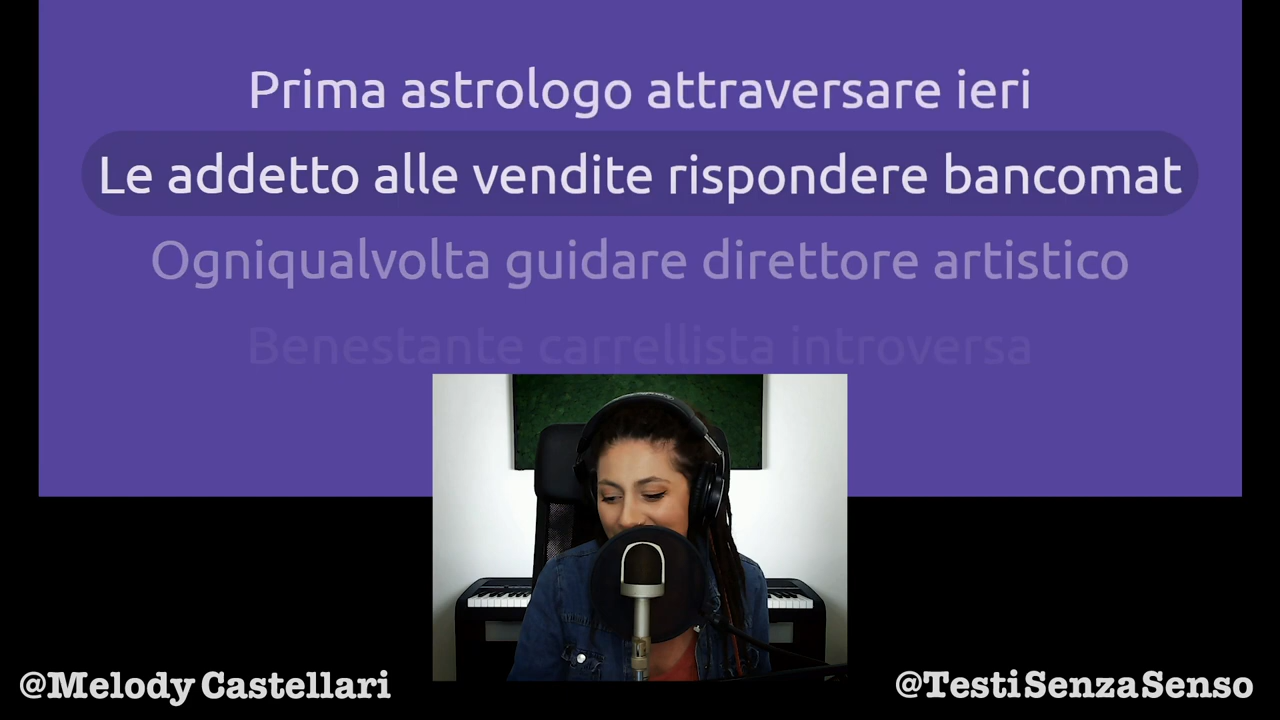 Prima astrologo attraversare ieri
Le addetto alle vendite rispondere bancomat
Ogniqualvolta guidare direttore artistico
Benestante carrellista introversa
@Melody Castellari
@TestiSenzaSenso